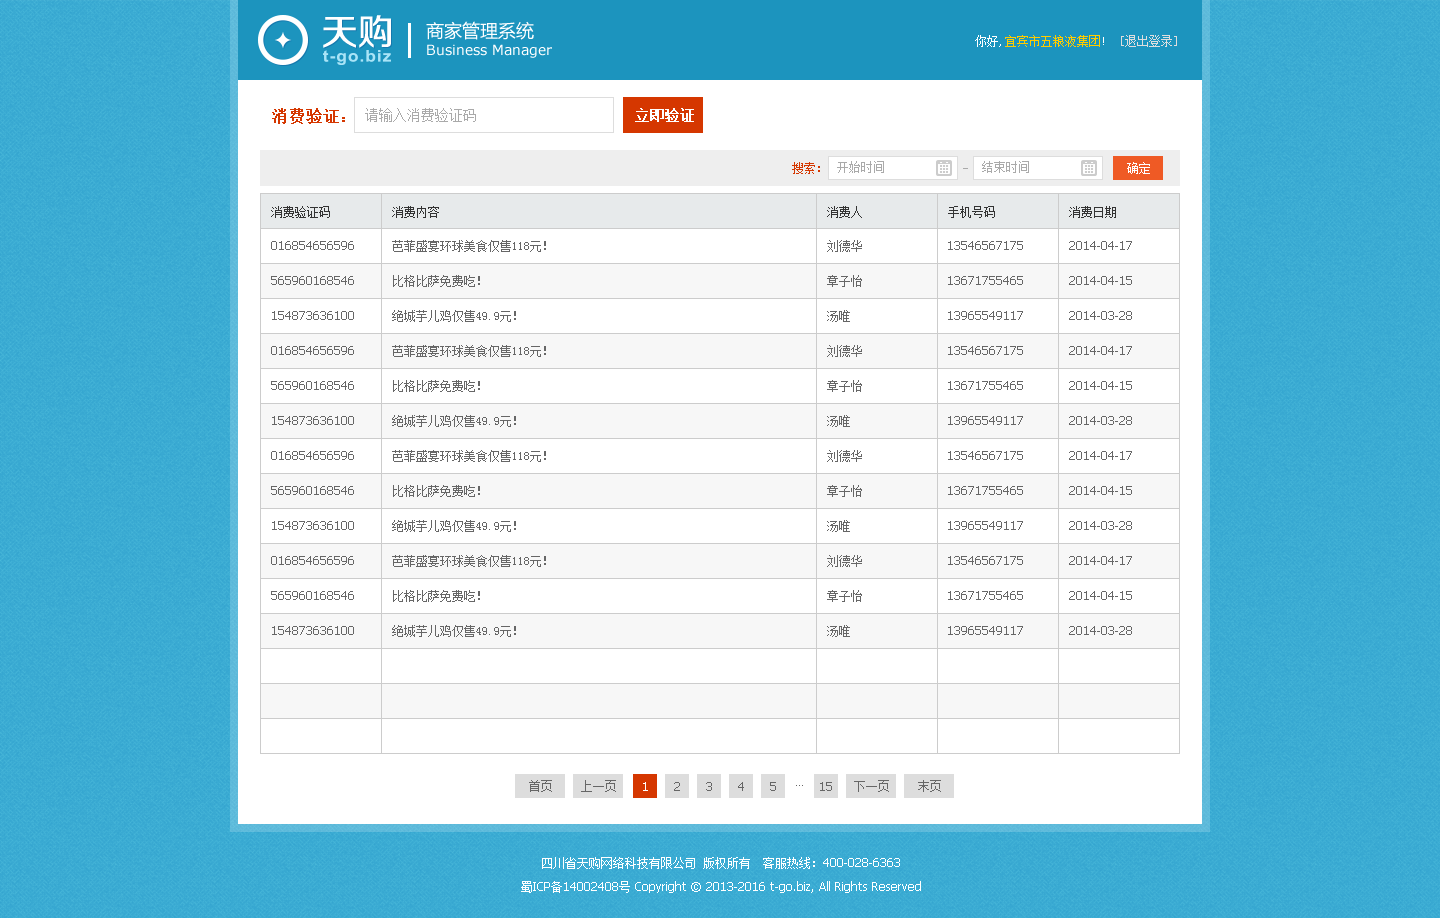 天购
t-go.biz
商家管理系统
Business Manager
你好,宜宾市五粮液集团! [退出登录]
消费验证: 请输入消费验证码 立即验证
搜索: 开始时间 - 结束时间 确定
消费验证码 消费内容 消费人 手机号码 消费日期
016854656596 芭菲盛宴环球美食仅售118元! 刘德华 13546567175 2014-04-17
565960168546 比格比萨免费吃! 章子怡 13671755465 2014-04-15
154873636100 绝城芋儿鸡仅售49.9元! 汤唯 13965549117 2014-03-28
016854656596 芭菲盛宴环球美食仅售118元! 刘德华 13546567175 2014-04-17
565960168546 比格比萨免费吃! 章子怡 13671755465 2014-04-15
154873636100 绝城芋儿鸡仅售49.9元! 汤唯 13965549117 2014-03-28
016854656596 芭菲盛宴环球美食仅售118元! 刘德华 13546567175 2014-04-17
565960168546 比格比萨免费吃! 章子怡 13671755465 2014-04-15
154873636100 绝城芋儿鸡仅售49.9元! 汤唯 13965549117 2014-03-28
016854656596 芭菲盛宴环球美食仅售118元! 刘德华 13546567175 2014-04-17
565960168546 比格比萨免费吃! 章子怡 13671755465 2014-04-15
154873636100 绝城芋儿鸡仅售49.9元! 汤唯 13965549117 2014-03-28
首页 上一页 1 2 3 4 5 ... 15 下一页 末页
四川省天购网络科技有限公司 版权所有 客服热线：400-028-6363
蜀ICP备14002408号 Copyright © 2013-2016 t-go.biz, All Rights Reserved